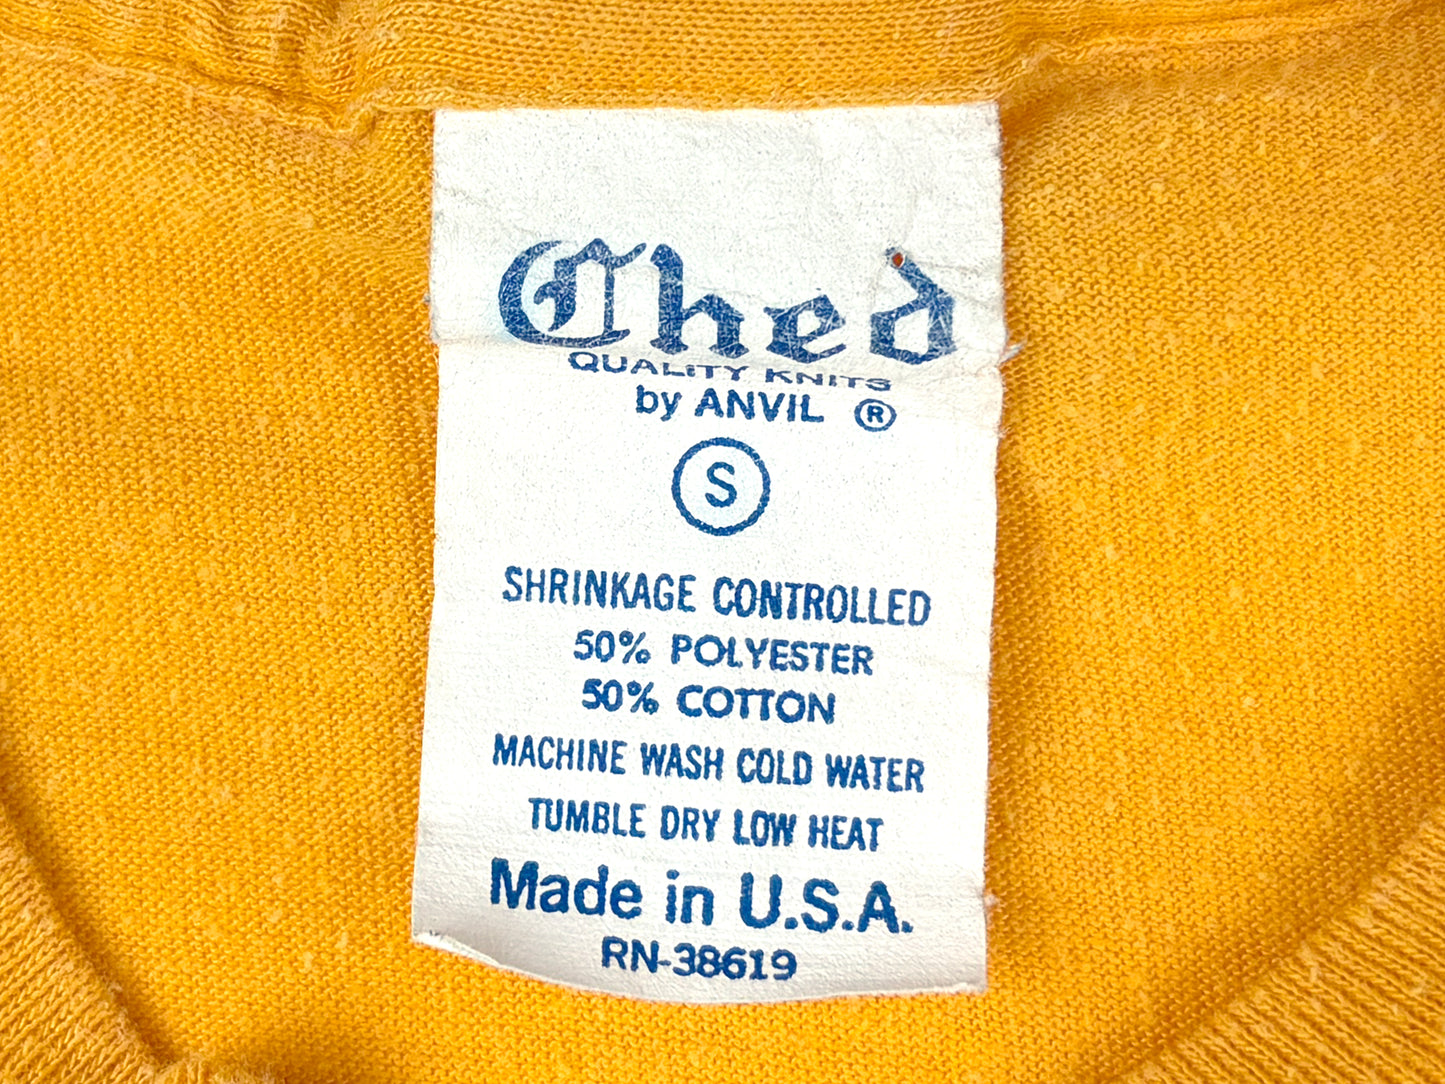 Ched
QUALITY KNITS
by ANVIL ®
S
SHRINKAGE CONTROLLED
50% POLYESTER
50% COTTON
MACHINE WASH COLD WATER
TUMBLE DRY LOW HEAT
Made in U.S.A.
RN-38619